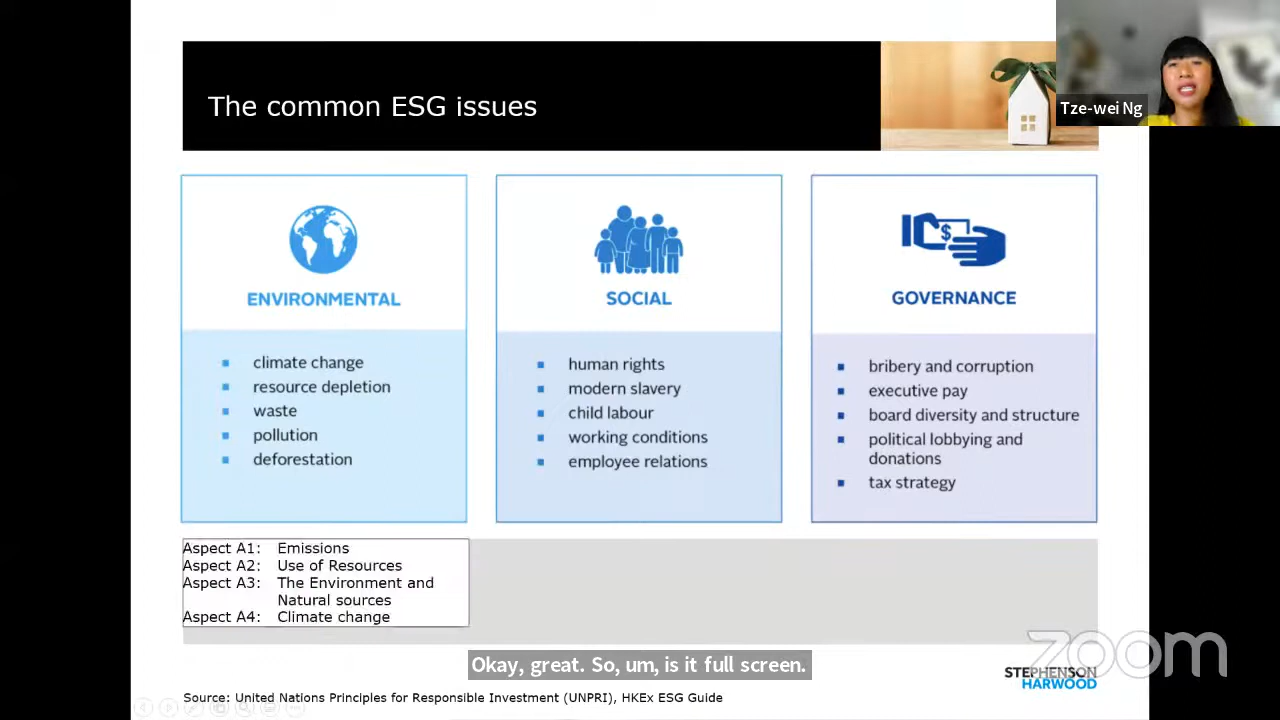 The common ESG issues
Tze-wei Ng
ENVIRONMENTAL
climate change
resource depletion
waste
pollution
deforestation
SOCIAL
human rights
modern slavery
child labour
working conditions
employee relations
$
GOVERNANCE
bribery and corruption
executive pay
board diversity and structure
political lobbying and
donations
tax strategy
Aspect A1: Emissions
Aspect A2: Use of Resources
Aspect A3: The Environment and
Natural sources
Aspect A4: Climate change
zoom
Okay, great. So, um, is it full screen.
STEPHENSON
HARWOOD
Source: United Nations Principles for Responsible Investment (UNPRI), HKEx ESG Guide